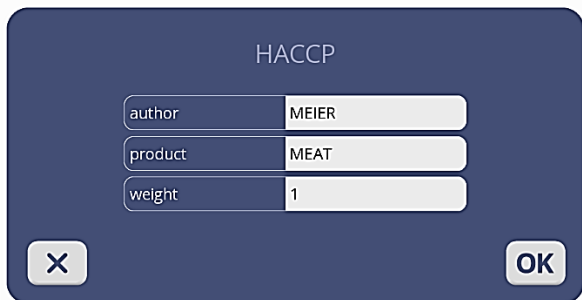 HACCP
author MEIER
product MEAT
weight 1
X OK